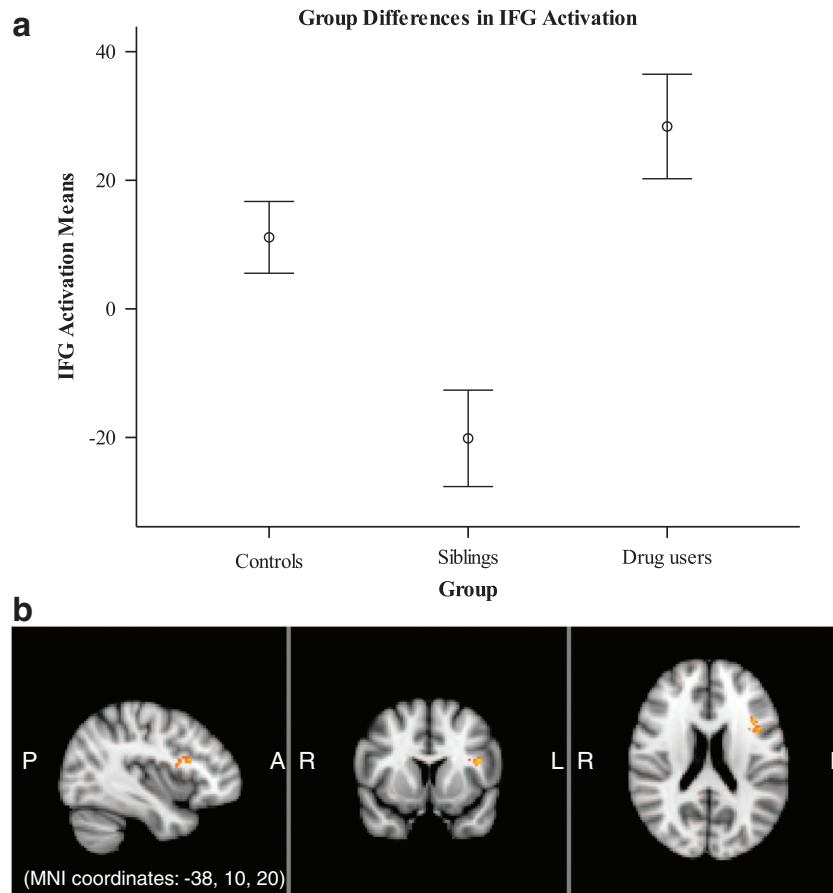 a
Group Differences in IFG Activation
40
20
0
-20
IFG Activation Means
Controls
Siblings
Drug users
Group
b
P
A
R
L
R
(MNI coordinates: -38, 10, 20)